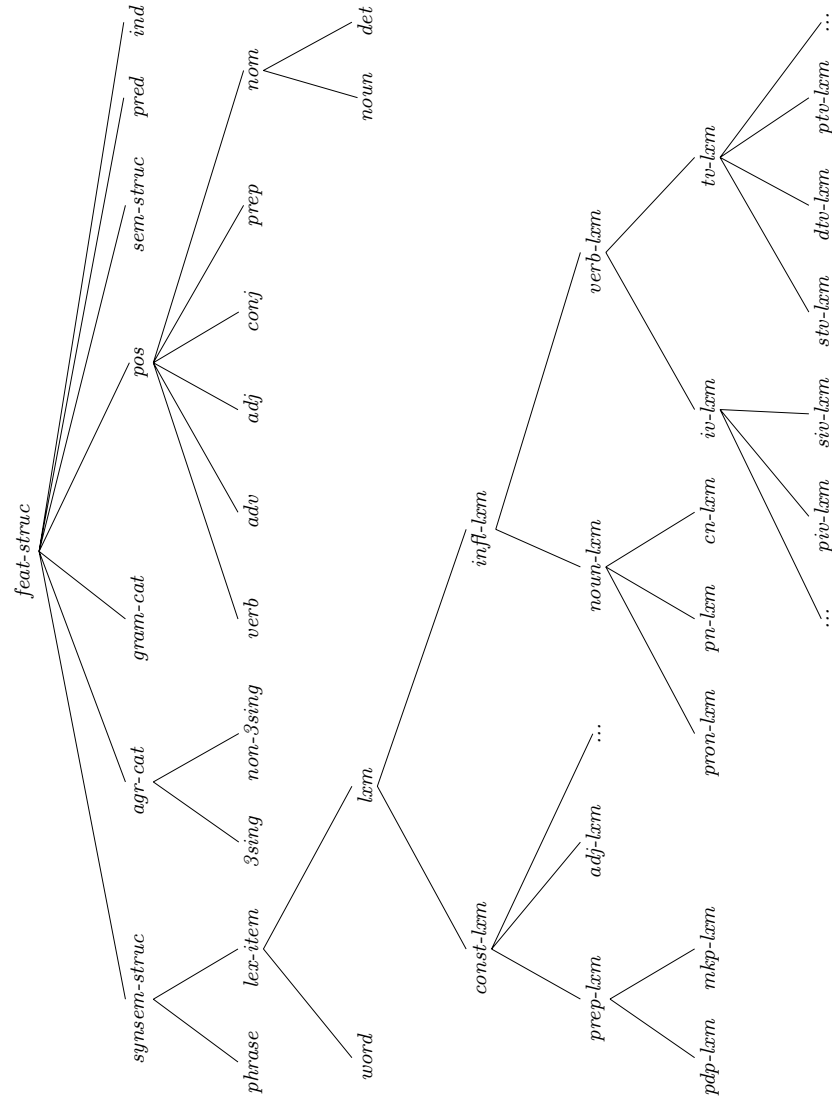 feat-struc
synsem-struc agr-cat gram-cat pos sem-struc pred ind
phrase lex-item 3sing non-3sing verb adv adj conj prep nom
word lxm noun det
const-lxm infl-lxm
prep-lxm adj-lxm ... noun-lxm verb-lxm
pdp-lxm mkp-lxm pron-lxm pn-lxm cn-lxm iv-lxm tv-lxm
... piv-lxm siv-lxm stv-lxm dtv-lxm ptv-lxm ...